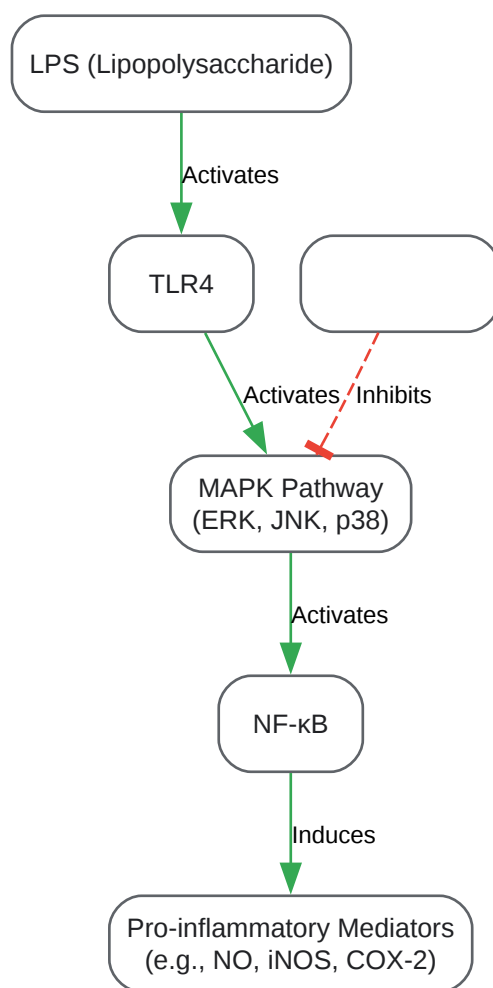 LPS (Lipopolysaccharide)
Activates
TLR4
Activates
Inhibits
MAPK Pathway
(ERK, JNK, p38)
Activates
NF-κB
Induces
Pro-inflammatory Mediators
(e.g., NO, iNOS, COX-2)